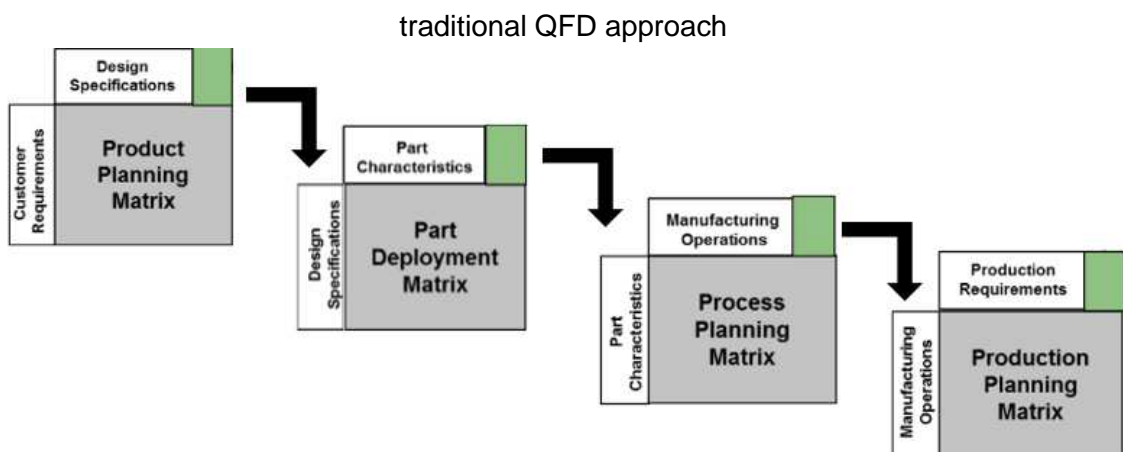 traditional QFD approach
Design
Specifications
Customer
Requirements
Product
Planning
Matrix
Part
Characteristics
Design
Specifications
Part
Deployment
Matrix
Manufacturing
Operations
Part
Characteristics
Process
Planning
Matrix
Production
Requirements
Manufacturing
Operations
Production
Planning
Matrix